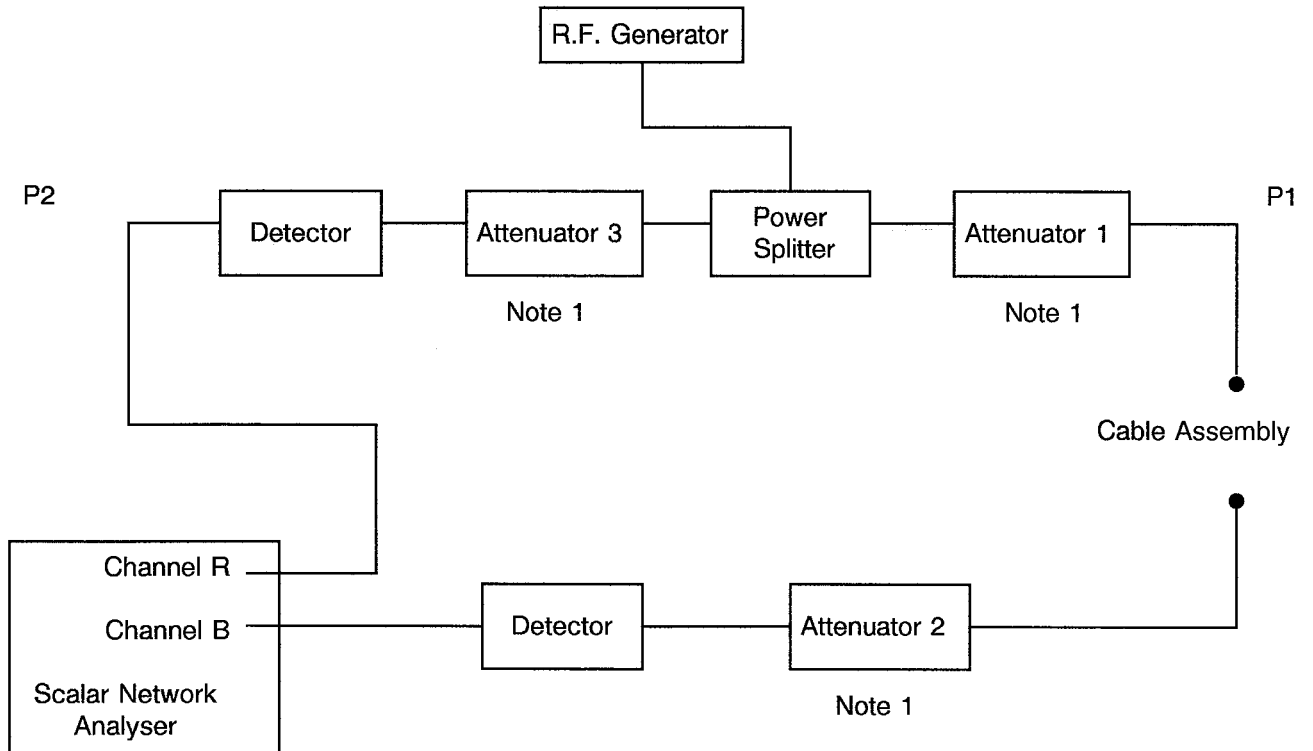 R.F. Generator
P2
P1
Detector
Attenuator 3
Power
Splitter
Attenuator 1
Note 1
Note 1
Cable Assembly
Channel R
Channel B
Detector
Attenuator 2
Scalar Network
Analyser
Note 1